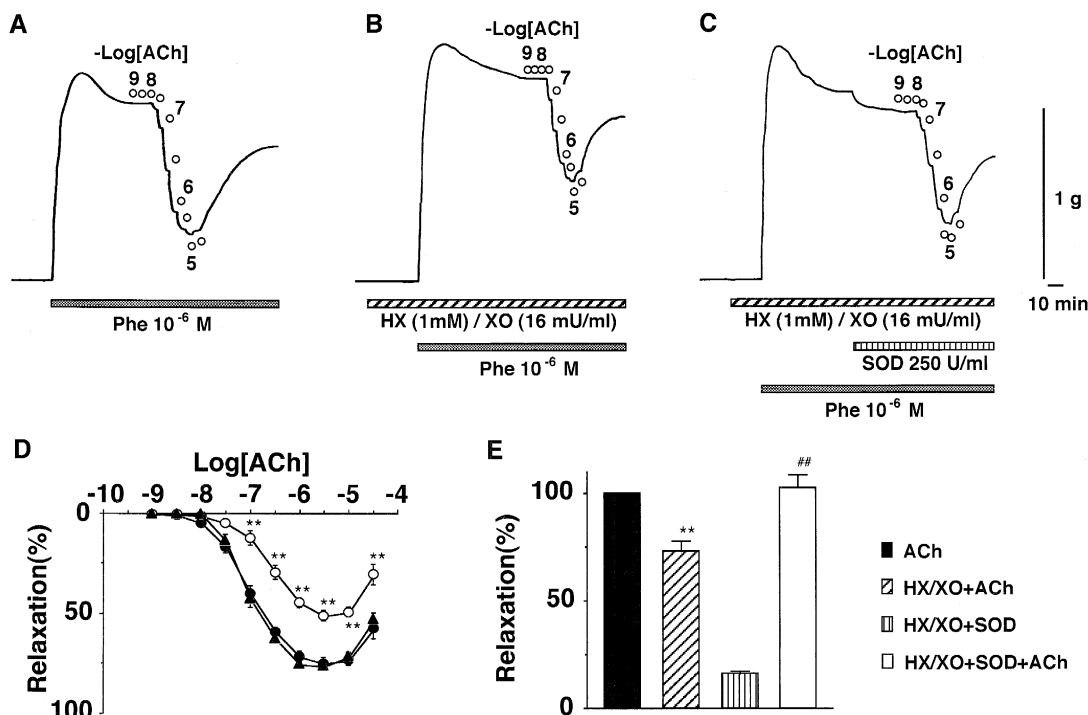 A
-Log[ACh]
9 8
7
6
5
Phe 10⁻⁶ M
B
-Log[ACh]
9 8
7
6
5
HX (1mM) / XO (16 mU/ml)
Phe 10⁻⁶ M
C
-Log[ACh]
9 8
7
6
5
HX (1mM) / XO (16 mU/ml)
SOD 250 U/ml
Phe 10⁻⁶ M
1 g
10 min
D
Log[ACh]
-10 -9 -8 -7 -6 -5 -4
0
50
100
Relaxation(%)
** ** ** ** ** **
E
100
50
0
Relaxation(%)
**
##
ACh
HX/XO+ACh
HX/XO+SOD
HX/XO+SOD+ACh